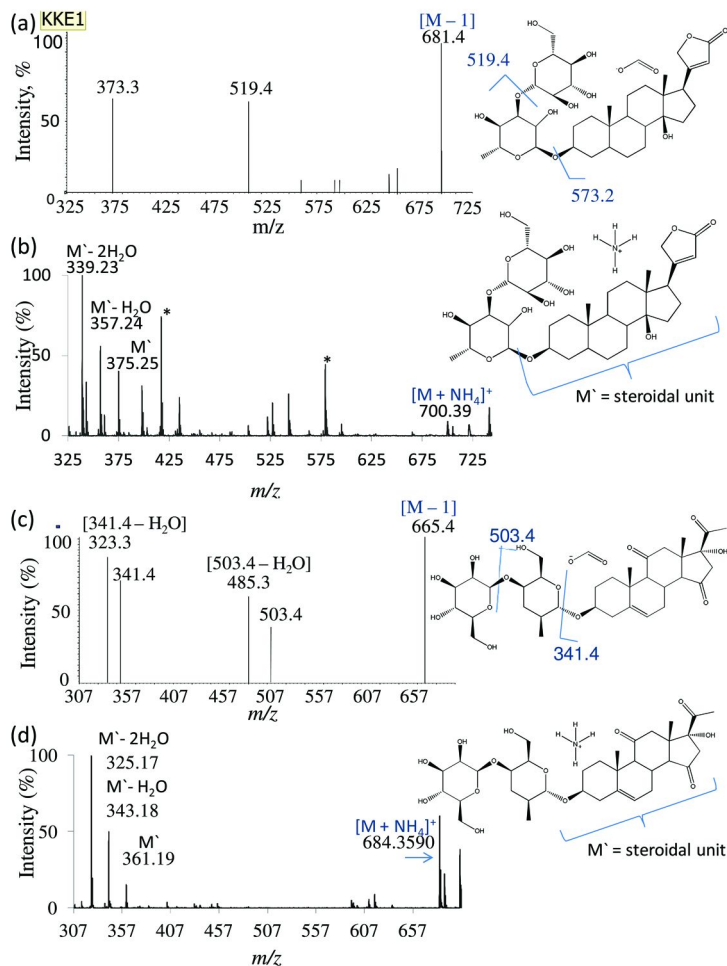 (a) KKE1
[M – 1]
681.4
373.3
519.4
519.4
573.2
Intensity, %
100
50
0
325 375 425 475 525 575 625 675 725
m/z
(b)
M`- 2H₂O
339.23
M`- H₂O
357.24
M`
375.25
*
*
[M + NH₄]⁺
700.39
M` = steroidal unit
Intensity (%)
100
50
0
325 375 425 475 525 575 625 675 725
m/z
(c)
[341.4 – H₂O]
323.3
341.4
[503.4 – H₂O]
485.3
503.4
[M – 1]
665.4
503.4
341.4
Intensity (%)
100
50
0
307 357 407 457 507 557 607 657
m/z
(d)
M`- 2H₂O
325.17
M`- H₂O
343.18
M`
361.19
[M + NH₄]⁺
684.3590
M` = steroidal unit
Intensity (%)
100
50
0
307 357 407 457 507 557 607 657
m/z